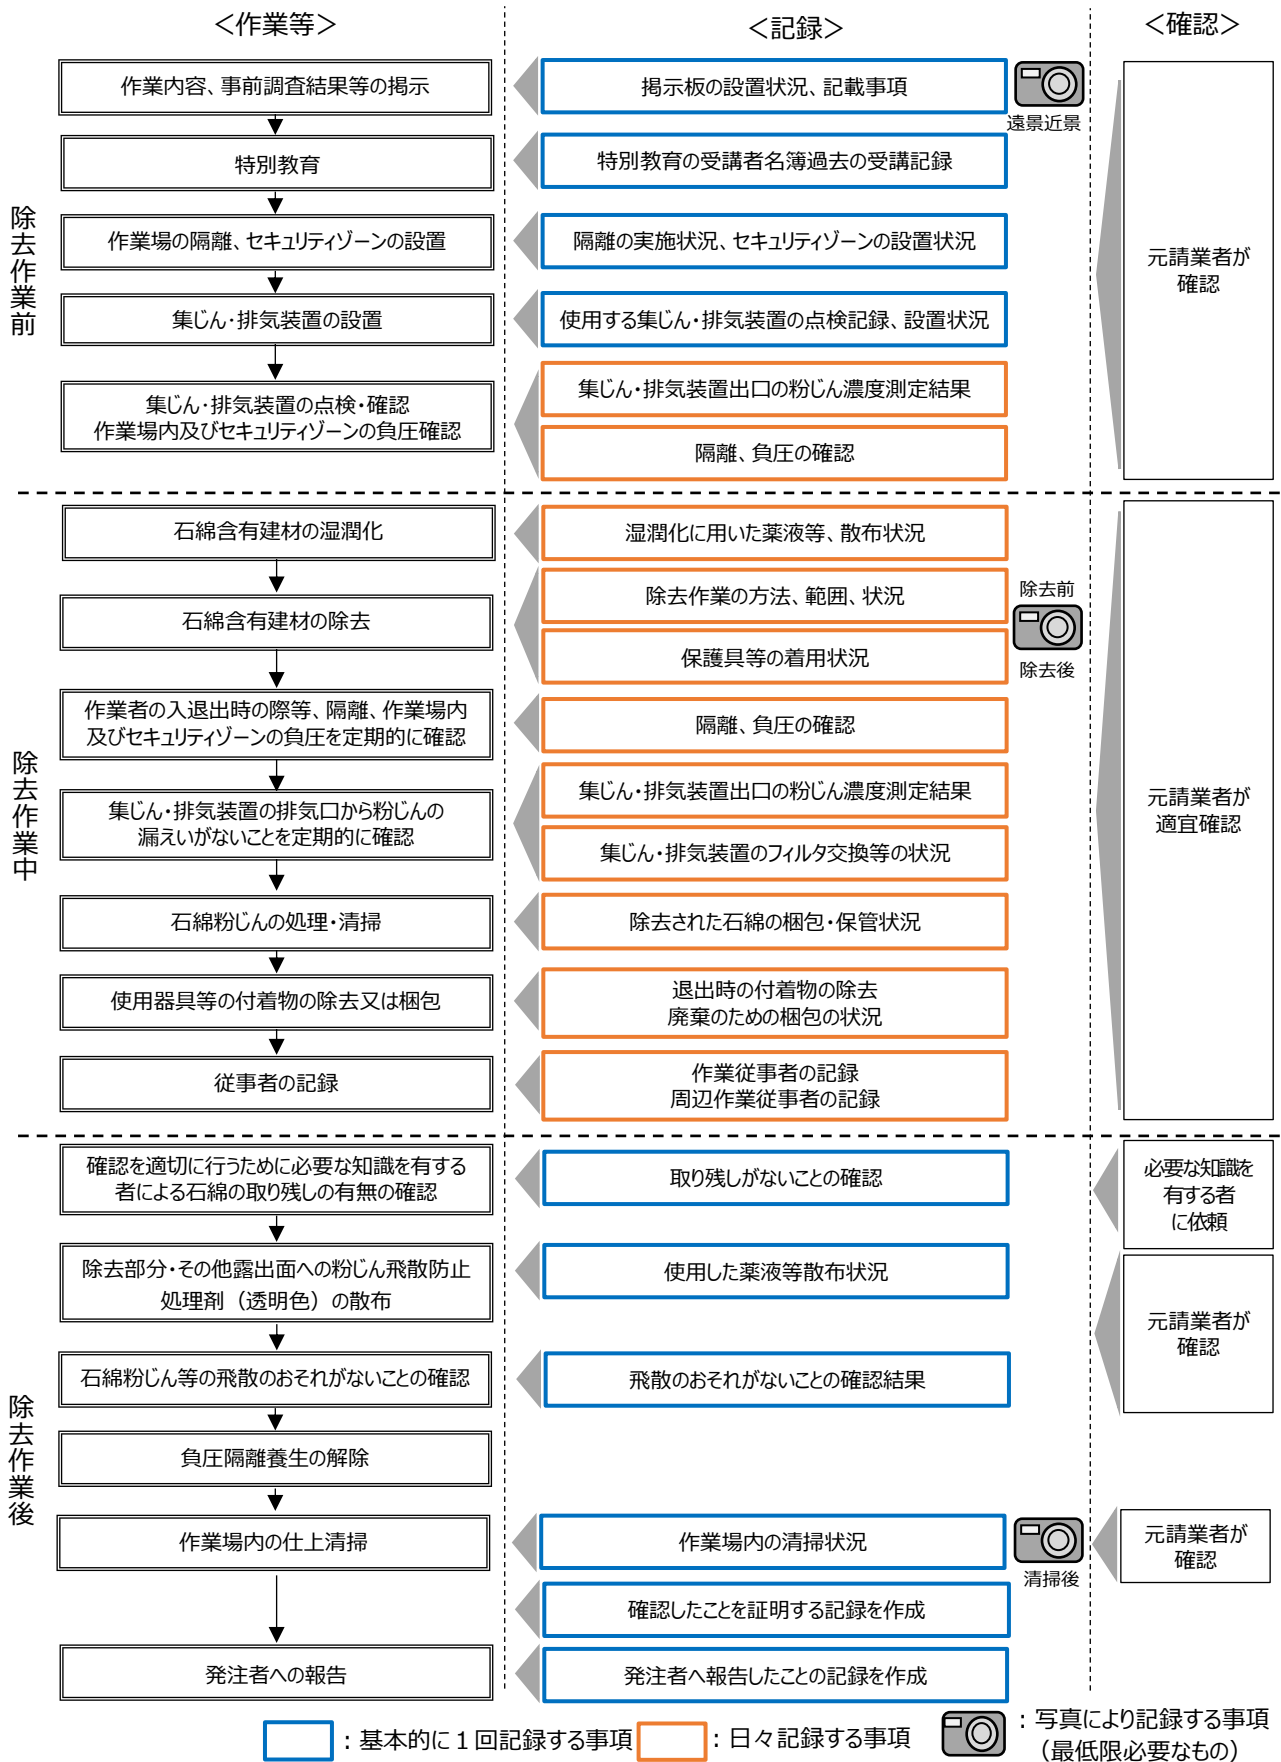 ＜作業等＞
＜記録＞
＜確認＞
除去作業前
作業内容、事前調査結果等の掲示
掲示板の設置状況、記載事項
遠景近景
特別教育
特別教育の受講者名簿過去の受講記録
作業場の隔離、セキュリティゾーンの設置
隔離の実施状況、セキュリティゾーンの設置状況
集じん・排気装置の設置
使用する集じん・排気装置の点検記録、設置状況
集じん・排気装置の点検・確認
作業場内及びセキュリティゾーンの負圧確認
集じん・排気装置出口の粉じん濃度測定結果
隔離、負圧の確認
元請業者が
確認
除去作業中
石綿含有建材の湿潤化
湿潤化に用いた薬液等、散布状況
石綿含有建材の除去
除去作業の方法、範囲、状況
保護具等の着用状況
除去前
除去後
作業者の入退出時の際等、隔離、作業場内
及びセキュリティゾーンの負圧を定期的に確認
隔離、負圧の確認
集じん・排気装置の排気口から粉じんの
漏えいがないことを定期的に確認
集じん・排気装置出口の粉じん濃度測定結果
集じん・排気装置のフィルタ交換等の状況
石綿粉じんの処理・清掃
除去された石綿の梱包・保管状況
使用器具等の付着物の除去又は梱包
退出時の付着物の除去
廃棄のための梱包の状況
従事者の記録
作業従事者の記録
周辺作業従事者の記録
元請業者が
適宜確認
除去作業後
確認を適切に行うために必要な知識を有する
者による石綿の取り残しの有無の確認
取り残しがないことの確認
必要な知識を
有する者
に依頼
除去部分・その他露出面への粉じん飛散防止
処理剤（透明色）の散布
使用した薬液等散布状況
石綿粉じん等の飛散のおそれがないことの確認
飛散のおそれがないことの確認結果
元請業者が
確認
負圧隔離養生の解除
作業場内の仕上清掃
作業場内の清掃状況
清掃後
元請業者が
確認
確認したことを証明する記録を作成
発注者への報告
発注者へ報告したことの記録を作成
：基本的に１回記録する事項
：日々記録する事項
：写真により記録する事項
（最低限必要なもの）